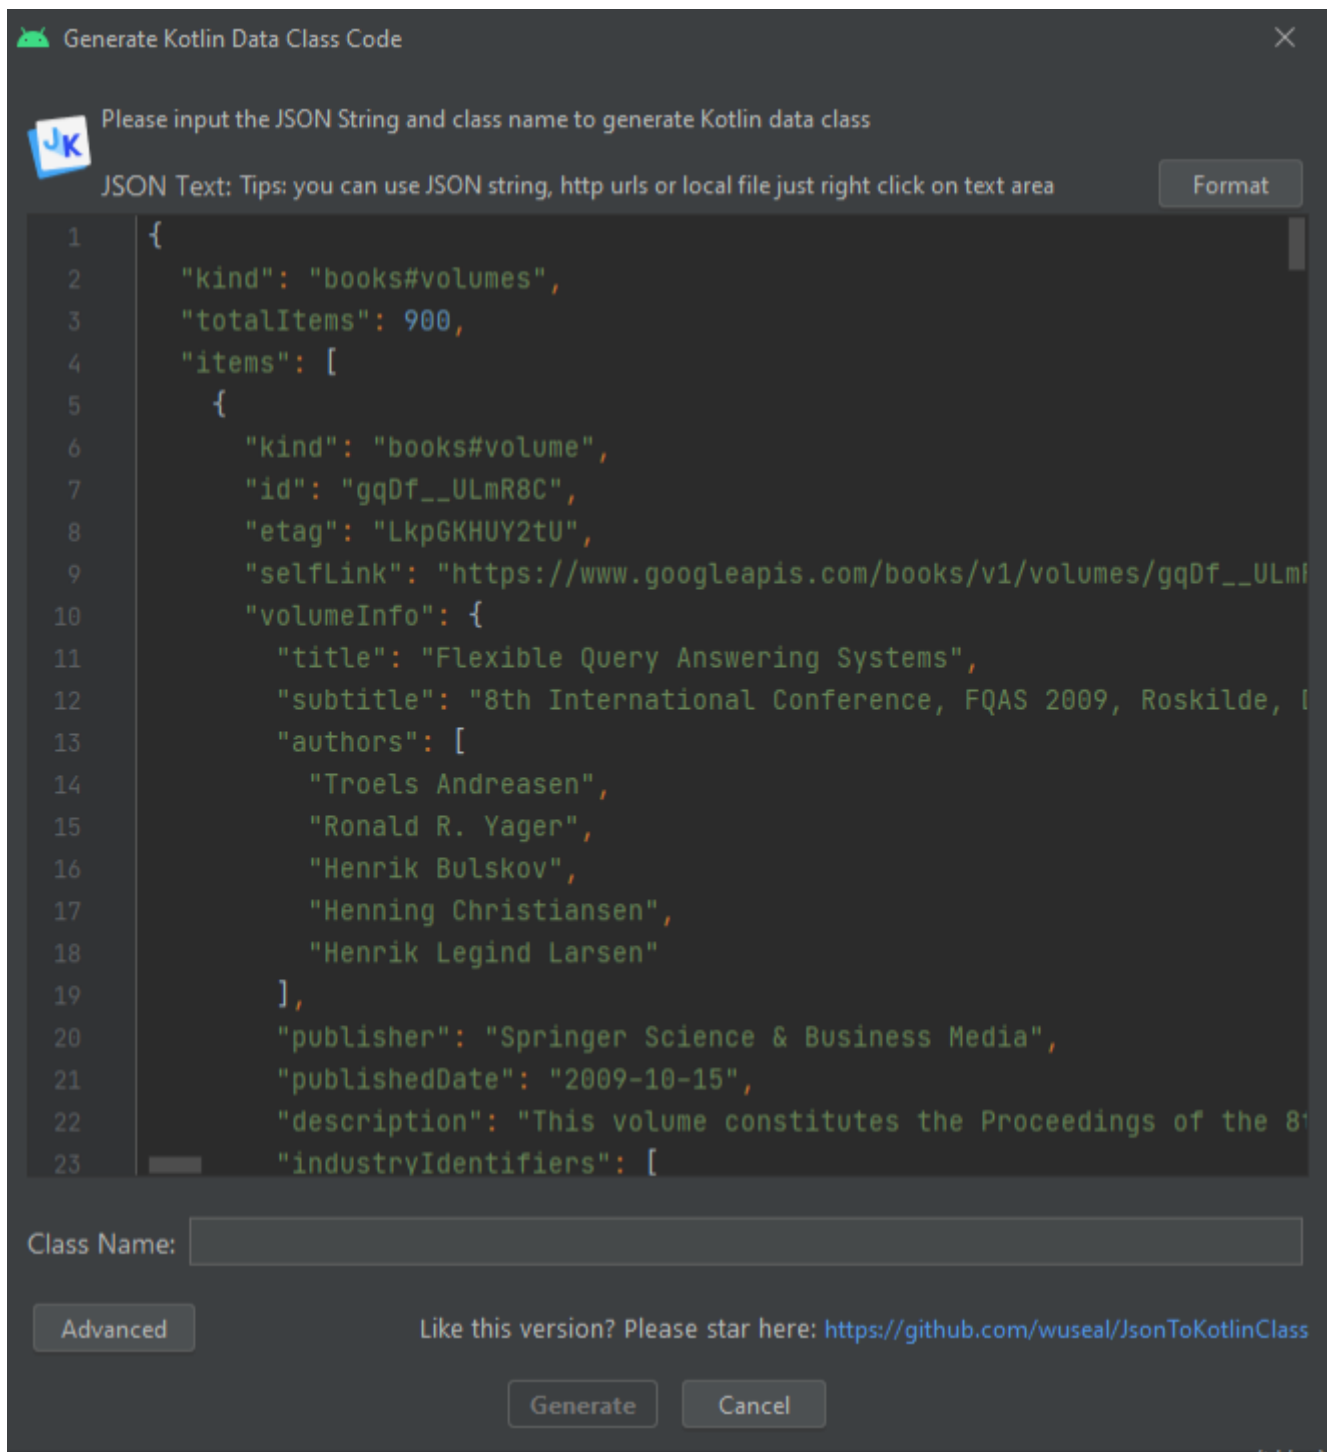 Generate Kotlin Data Class Code
Please input the JSON String and class name to generate Kotlin data class
JK
JSON Text: Tips: you can use JSON string, http urls or local file just right click on text area
Format
1 {
2 "kind": "books#volumes",
3 "totalItems": 900,
4 "items": [
5 {
6 "kind": "books#volume",
7 "id": "gqDf__ULmR8C",
8 "etag": "LkpGKHUY2tU",
9 "selfLink": "https://www.googleapis.com/books/v1/volumes/gqDf__ULm
10 "volumeInfo": {
11 "title": "Flexible Query Answering Systems",
12 "subtitle": "8th International Conference, FQAS 2009, Roskilde,
13 "authors": [
14 "Troels Andreasen",
15 "Ronald R. Yager",
16 "Henrik Bulskov",
17 "Henning Christiansen",
18 "Henrik Legind Larsen"
19 ],
20 "publisher": "Springer Science & Business Media",
21 "publishedDate": "2009-10-15",
22 "description": "This volume constitutes the Proceedings of the 8
23 "industryIdentifiers": [
Class Name:
Advanced
Like this version? Please star here: https://github.com/wuseal/JsonToKotlinClass
Generate
Cancel